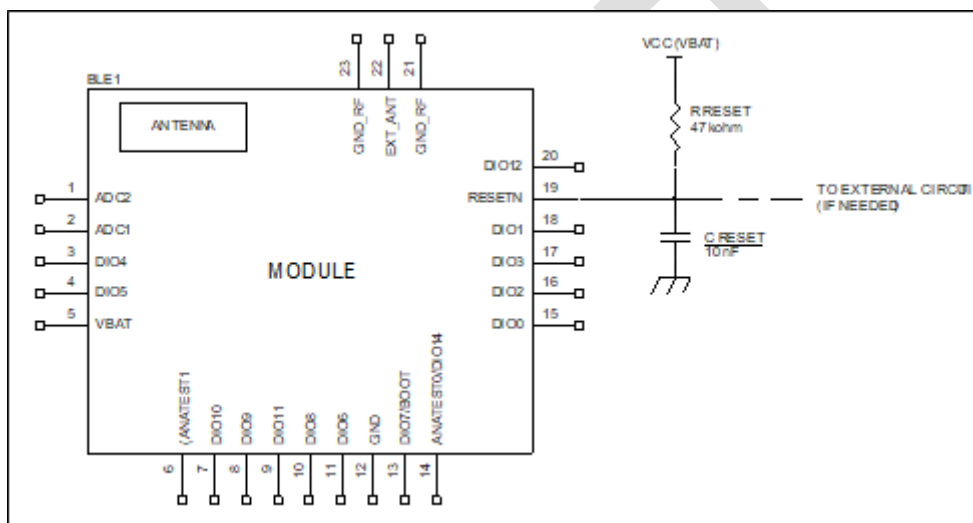 VCC(VBAT)
BLE1
23
22
21
ANTENNA
GND_RF
EXT_ANT
GND_RF
RRESET
47kohm
1
ADC2
2
ADC1
3
DIO4
4
DIO5
5
VBAT
MODULE
DIO12
20
RESETN
19
DIO1
18
DIO3
17
DIO2
16
DIO0
15
TO EXTERNAL CIRCUIT
(IF NEEDED)
C RESET
10nF
(ANATEST1
DIO10
DIO9
DIO11
DIO8
DIO6
GND
DIO7/BOOT
ANATEST0/DIO14
6
7
8
9
10
11
12
13
14